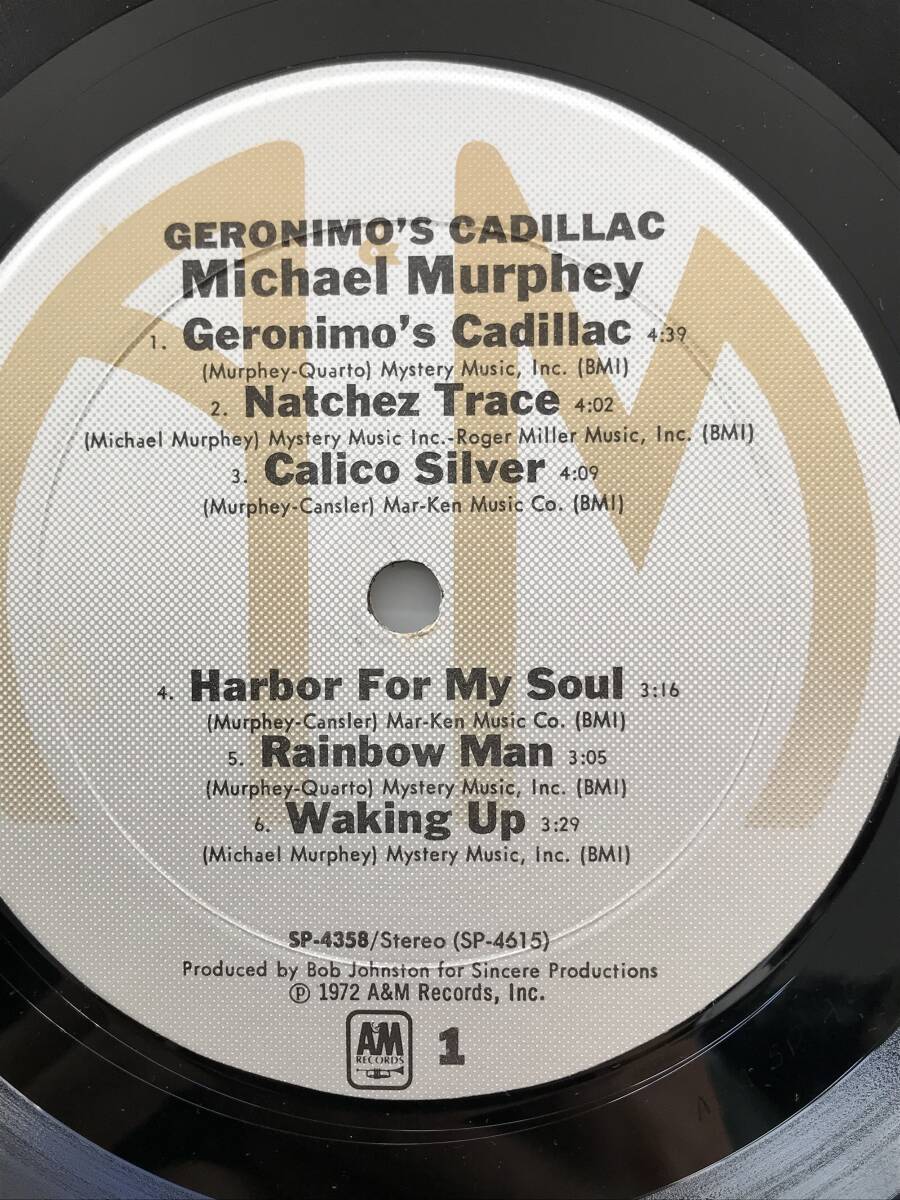 GERONIMO'S CADILLAC
Michael Murphey
1. Geronimo's Cadillac 4:39
(Murphey-Quarto) Mystery Music, Inc. (BMI)
2. Natchez Trace 4:02
(Michael Murphey) Mystery Music Inc.-Roger Miller Music, Inc. (BMI)
3. Calico Silver 4:09
(Murphey-Cansler) Mar-Ken Music Co. (BMI)
4. Harbor For My Soul 3:16
(Murphey-Cansler) Mar-Ken Music Co. (BMI)
5. Rainbow Man 3:05
(Murphey-Quarto) Mystery Music, Inc. (BMI)
6. Waking Up 3:29
(Michael Murphey) Mystery Music, Inc. (BMI)
SP-4358/Stereo (SP-4615)
Produced by Bob Johnston for Sincere Productions
℗ 1972 A&M Records, Inc.
A&M
RECORDS
1